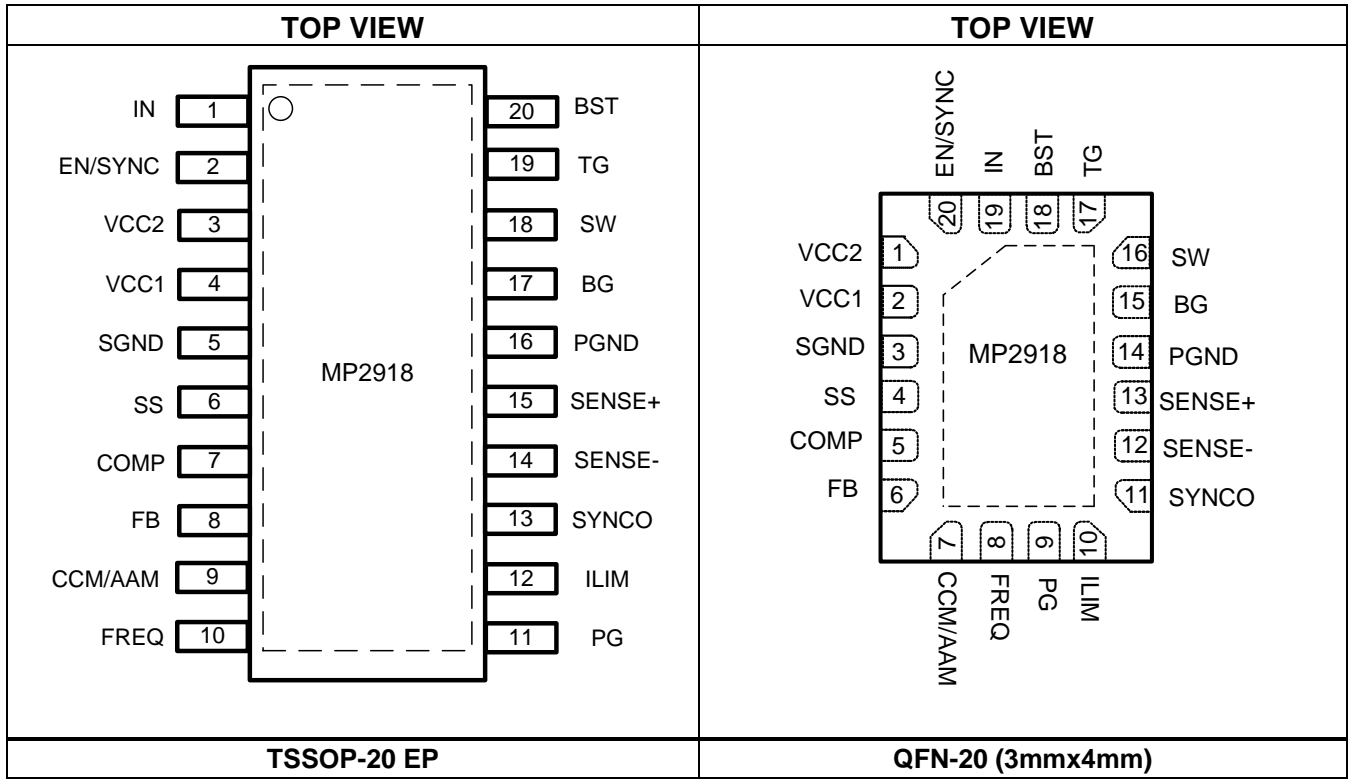 TOP VIEW
TOP VIEW
IN 1
EN/SYNC 2
VCC2 3
VCC1 4
SGND 5
SS 6
COMP 7
FB 8
CCM/AAM 9
FREQ 10
MP2918
20 BST
19 TG
18 SW
17 BG
16 PGND
15 SENSE+
14 SENSE-
13 SYNCO
12 ILIM
11 PG
EN/SYNC IN BST TG
20 19 18 17
VCC2 1
VCC1 2
SGND 3
SS 4
COMP 5
FB 6
MP2918
16 SW
15 BG
14 PGND
13 SENSE+
12 SENSE-
11 SYNCO
7 8 9 10
CCM/AAM FREQ PG ILIM
TSSOP-20 EP
QFN-20 (3mmx4mm)